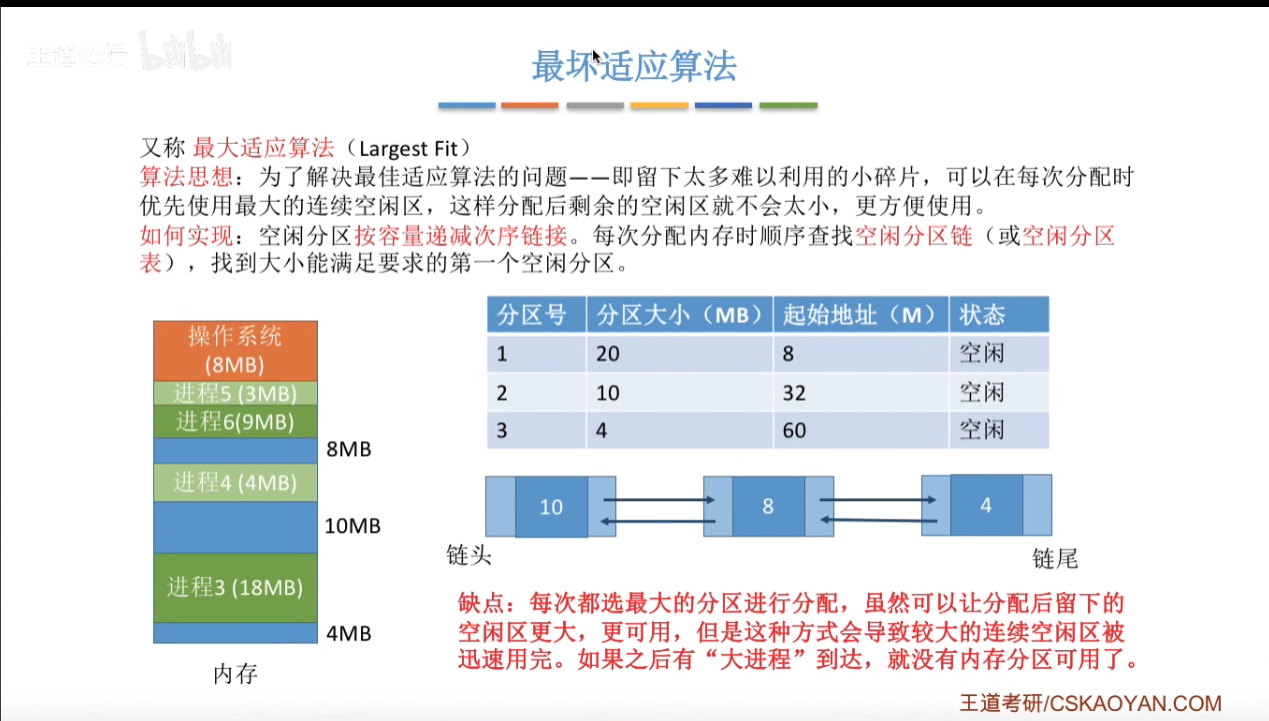 王道考研 bilibili
最坏适应算法
又称 最大适应算法（Largest Fit）
算法思想：为了解决最佳适应算法的问题——即留下太多难以利用的小碎片，可以在每次分配时
优先使用最大的连续空闲区，这样分配后剩余的空闲区就不会太小，更方便使用。
如何实现：空闲分区按容量递减次序链接。每次分配内存时顺序查找空闲分区链（或空闲分区
表），找到大小能满足要求的第一个空闲分区。
操作系统
(8MB)
进程5 (3MB)
进程6(9MB)
8MB
进程4 (4MB)
10MB
进程3 (18MB)
4MB
内存
分区号 分区大小（MB） 起始地址（M） 状态
1 20 8 空闲
2 10 32 空闲
3 4 60 空闲
10 8 4
链头 链尾
缺点：每次都选最大的分区进行分配，虽然可以让分配后留下的
空闲区更大，更可用，但是这种方式会导致较大的连续空闲区被
迅速用完。如果之后有“大进程”到达，就没有内存分区可用了。
王道考研/CSKAOYAN.COM